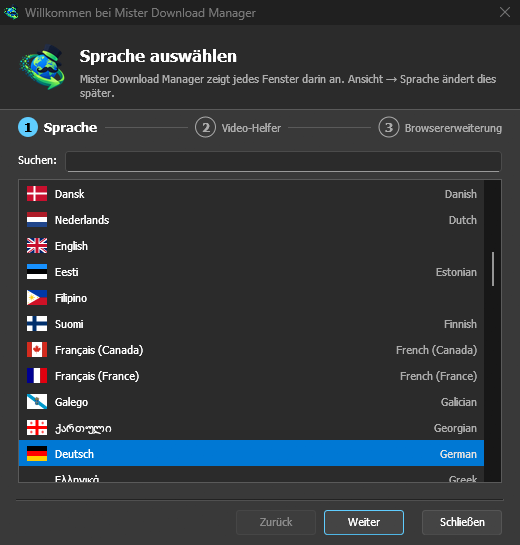 Willkommen bei Mister Download Manager
Sprache auswählen
Mister Download Manager zeigt jedes Fenster darin an. Ansicht → Sprache ändert dies
später.
1 Sprache 2 Video-Helfer 3 Browsererweiterung
Suchen:
Dansk Danish
Nederlands Dutch
English
Eesti Estonian
Filipino
Suomi Finnish
Français (Canada) French (Canada)
Français (France) French (France)
Galego Galician
ქართული Georgian
Deutsch German
Ελληνικά Greek
Zurück Weiter Schließen